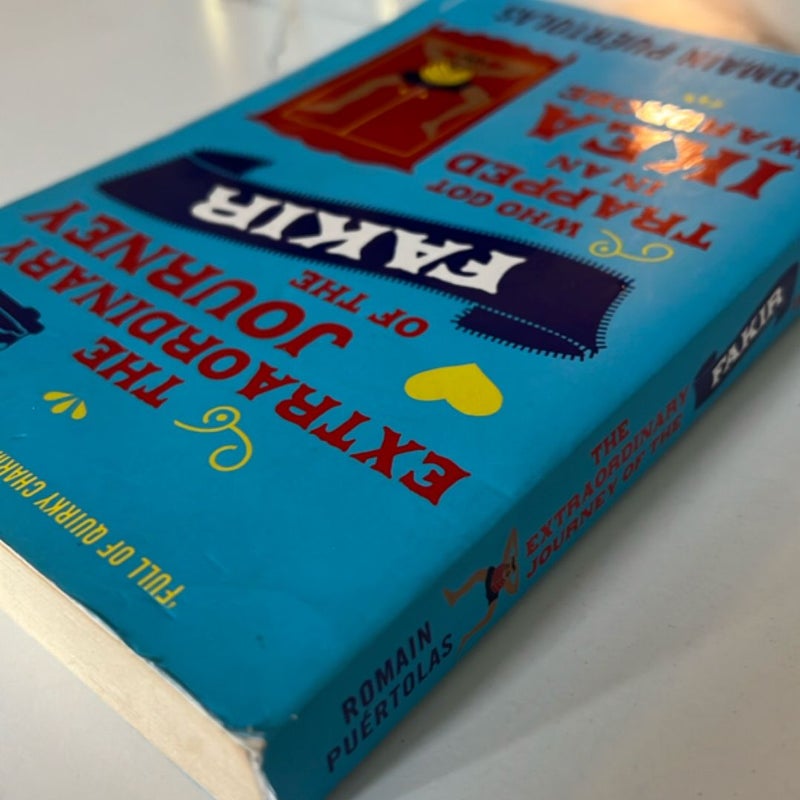 'FULL OF QUIRKY CHARM
THE
EXTRAORDINARY
JOURNEY
OF THE
FAKIR
WHO GOT
TRAPPED
IN AN
IKEA
WARDROBE
ROMAIN PUÉRTOLAS
ROMAIN
PUÉRTOLAS
THE
EXTRAORDINARY
JOURNEY OF THE
FAKIR